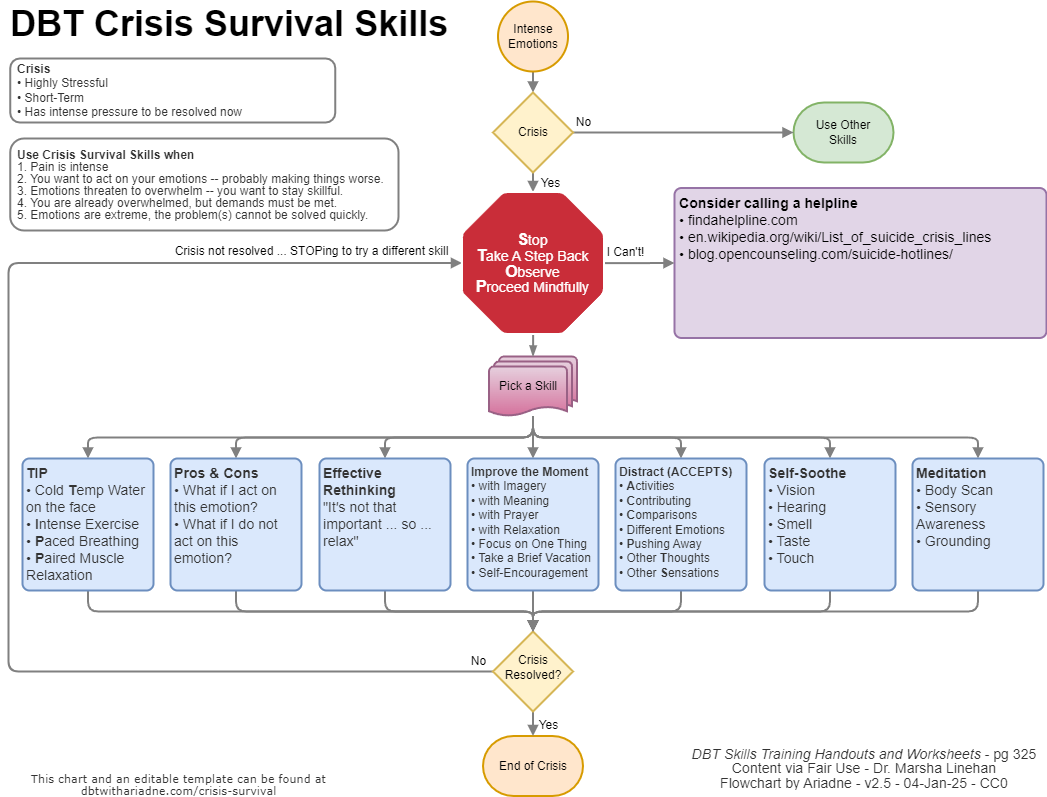 DBT Crisis Survival Skills
Intense
Emotions
Crisis
• Highly Stressful
• Short-Term
• Has intense pressure to be resolved now
Crisis
No
Use Other
Skills
Use Crisis Survival Skills when
1. Pain is intense
2. You want to act on your emotions -- probably making things worse.
3. Emotions threaten to overwhelm -- you want to stay skillful.
4. You are already overwhelmed, but demands must be met.
5. Emotions are extreme, the problem(s) cannot be solved quickly.
Yes
Stop
Take A Step Back
Observe
Proceed Mindfully
Crisis not resolved ... STOPing to try a different skill
I Can't!
Consider calling a helpline
• findahelpline.com
• en.wikipedia.org/wiki/List_of_suicide_crisis_lines
• blog.opencounseling.com/suicide-hotlines/
Pick a Skill
TIP
• Cold Temp Water
on the face
• Intense Exercise
• Paced Breathing
• Paired Muscle
Relaxation
Pros & Cons
• What if I act on
this emotion?
• What if I do not
act on this
emotion?
Effective
Rethinking
"It's not that
important ... so ...
relax"
Improve the Moment
• with Imagery
• with Meaning
• with Prayer
• with Relaxation
• Focus on One Thing
• Take a Brief Vacation
• Self-Encouragement
Distract (ACCEPTS)
• Activities
• Contributing
• Comparisons
• Different Emotions
• Pushing Away
• Other Thoughts
• Other Sensations
Self-Soothe
• Vision
• Hearing
• Smell
• Taste
• Touch
Meditation
• Body Scan
• Sensory
Awareness
• Grounding
No
Crisis
Resolved?
Yes
End of Crisis
This chart and an editable template can be found at
dbtwithariadne.com/crisis-survival
DBT Skills Training Handouts and Worksheets - pg 325
Content via Fair Use - Dr. Marsha Linehan
Flowchart by Ariadne - v2.5 - 04-Jan-25 - CC0